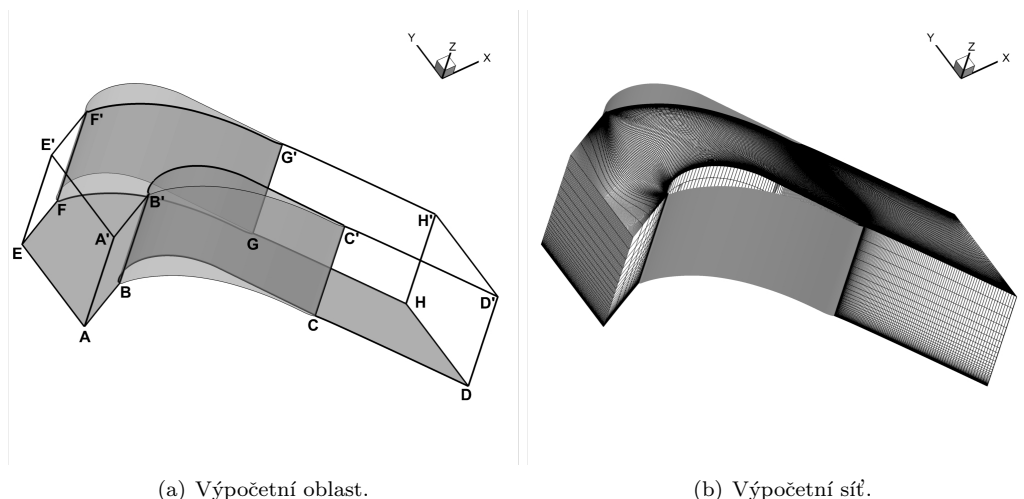 Y
Z
X
F'
E'
G'
B'
F
A'
C'
H'
E
G
B
H
D'
A
C
D
Y
Z
X
(a) Výpočetní oblast.
(b) Výpočetní síť.